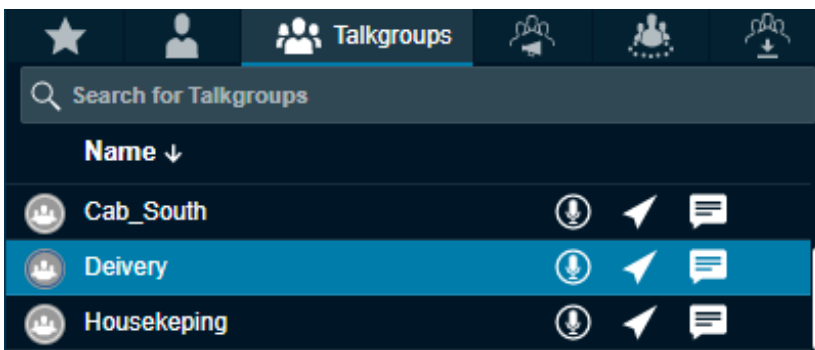 Talkgroups
Search for Talkgroups
Name ↓
Cab_South
Deivery
Housekeping